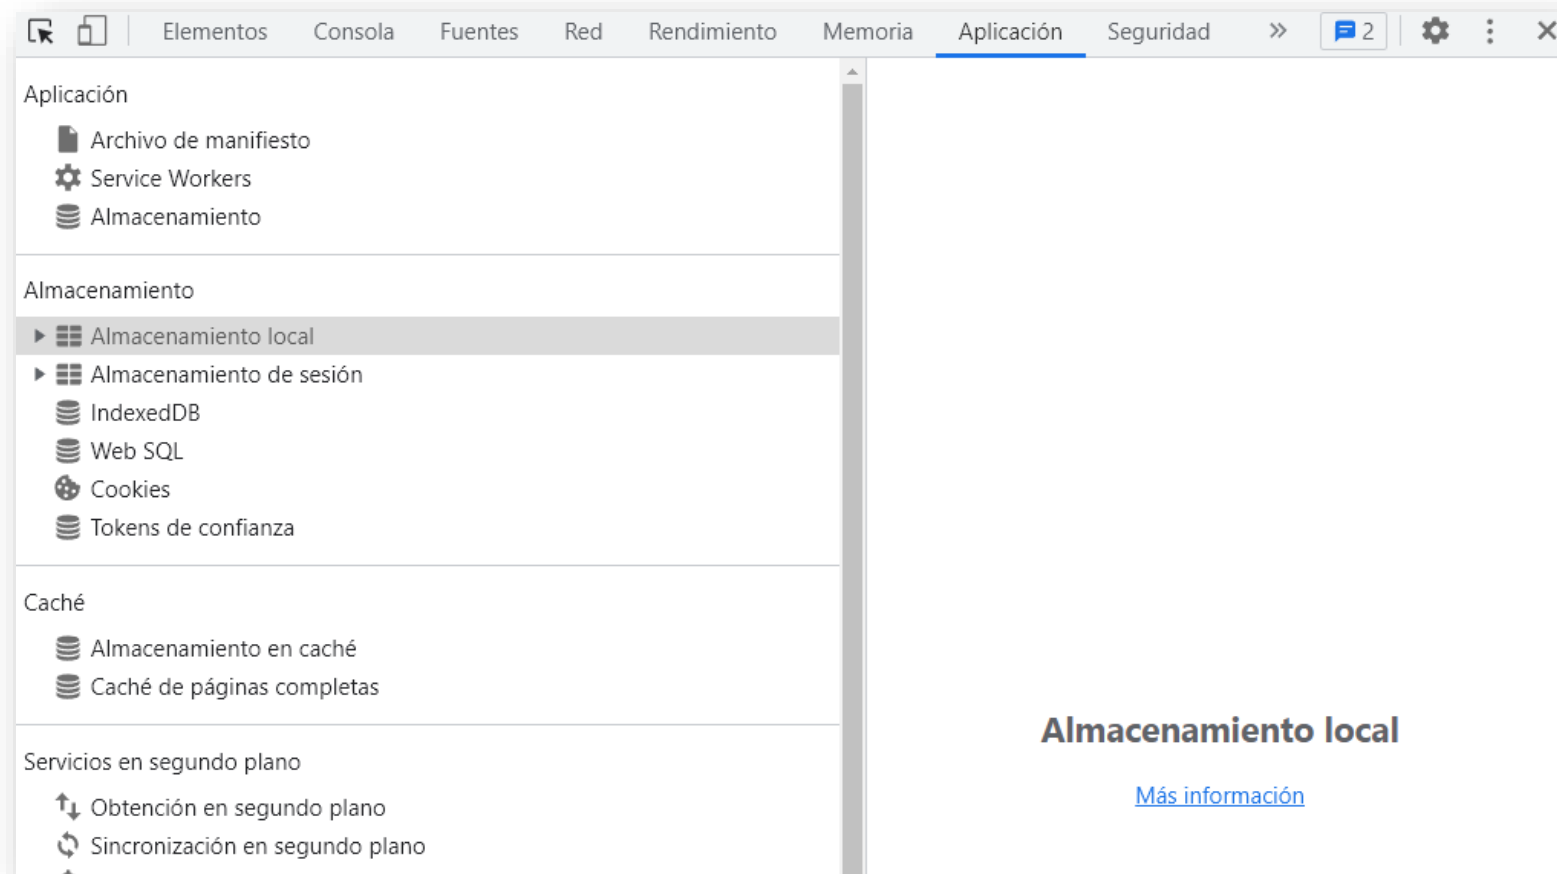 Elementos Consola Fuentes Red Rendimiento Memoria Aplicación Seguridad » 2
Aplicación
Archivo de manifiesto
Service Workers
Almacenamiento
Almacenamiento
Almacenamiento local
Almacenamiento de sesión
IndexedDB
Web SQL
Cookies
Tokens de confianza
Caché
Almacenamiento en caché
Caché de páginas completas
Servicios en segundo plano
Obtención en segundo plano
Sincronización en segundo plano
Almacenamiento local
Más información